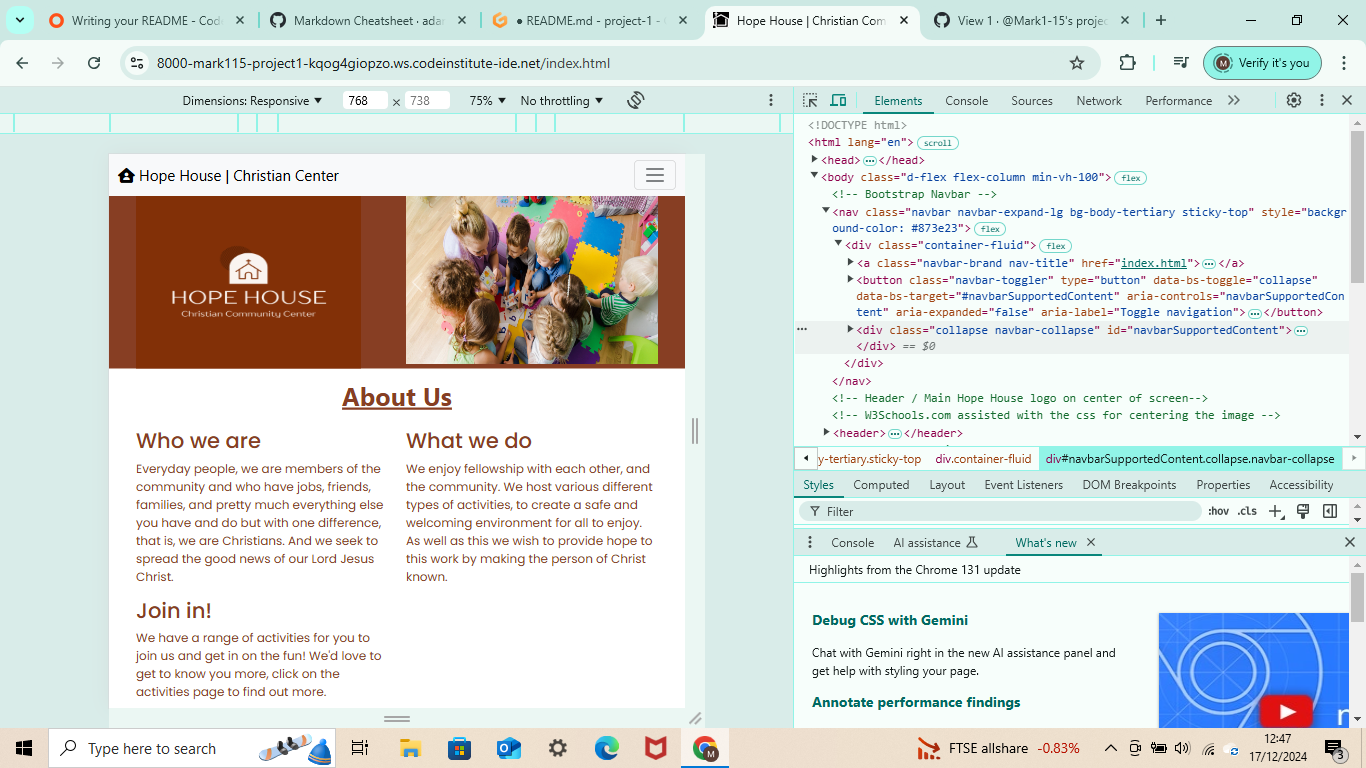 Writing your README - Cod
Markdown Cheatsheet · adar
● README.md - project-1 -
Hope House | Christian Com
View 1 · @Mark1-15's projec
8000-mark115-project1-kqog4giopzo.ws.codeinstitute-ide.net/index.html
M
Verify it's you
Dimensions: Responsive
768
×
738
75%
No throttling
Elements
Console
Sources
Network
Performance
<!DOCTYPE html>
<html lang="en"> scroll
<head> ⋯ </head>
<body class="d-flex flex-column min-vh-100"> flex
<!-- Bootstrap Navbar -->
<nav class="navbar navbar-expand-lg bg-body-tertiary sticky-top" style="backgr
ound-color: #873e23"> flex
<div class="container-fluid"> flex
<a class="navbar-brand nav-title" href="index.html"> ⋯ </a>
<button class="navbar-toggler" type="button" data-bs-toggle="collapse"
data-bs-target="#navbarSupportedContent" aria-controls="navbarSupportedCon
tent" aria-expanded="false" aria-label="Toggle navigation"> ⋯ </button>
<div class="collapse navbar-collapse" id="navbarSupportedContent"> ⋯
</div> == $0
</div>
</nav>
<!-- Header / Main Hope House logo on center of screen-->
<!-- W3Schools.com assisted with the css for centering the image -->
<header> ⋯ </header>
y-tertiary.sticky-top
div.container-fluid
div#navbarSupportedContent.collapse.navbar-collapse
Styles
Computed
Layout
Event Listeners
DOM Breakpoints
Properties
Accessibility
Filter
:hov
.cls
Console
AI assistance
What's new
Highlights from the Chrome 131 update
Debug CSS with Gemini
Chat with Gemini right in the new AI assistance panel and
get help with styling your page.
Annotate performance findings
Hope House | Christian Center
HOPE HOUSE
Christian Community Center
About Us
Who we are
Everyday people, we are members of the
community and who have jobs, friends,
families, and pretty much everything else
you have and do but with one difference,
that is, we are Christians. And we seek to
spread the good news of our Lord Jesus
Christ.
What we do
We enjoy fellowship with each other, and
the community. We host various different
types of activities, to create a safe and
welcoming environment for all to enjoy.
As well as this we wish to provide hope to
this work by making the person of Christ
known.
Join in!
We have a range of activities for you to
join us and get in on the fun! We'd love to
get to know you more, click on the
activities page to find out more.
Type here to search
M
FTSE allshare
-0.83%
12:47
17/12/2024
3